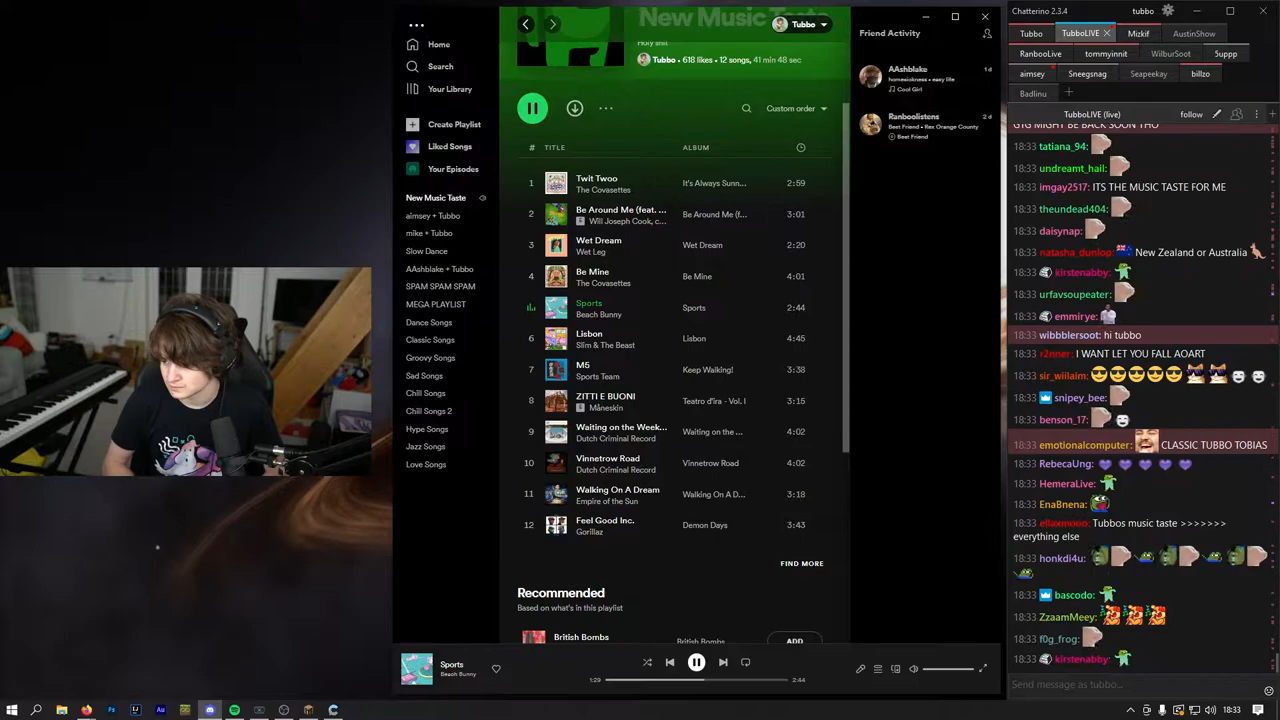 Home
Search
Your Library
Create Playlist
Liked Songs
Your Episodes
New Music Taste
aimsey + Tubbo
mike + Tubbo
Slow Dance
AAshblake + Tubbo
SPAM SPAM SPAM
MEGA PLAYLIST
Dance Songs
Classic Songs
Groovy Songs
Sad Songs
Chill Songs
Chill Songs 2
Hype Songs
Jazz Songs
Love Songs
New Music Taste
Tubbo
Holy shit
Tubbo • 618 likes • 12 songs, 41 min 48 sec
Custom order
# TITLE ALBUM
1 Twit Twoo It's Always Sunn... 2:59
The Covasettes
2 Be Around Me (feat. ... Be Around Me (f... 3:01
E Will Joseph Cook, c...
3 Wet Dream Wet Dream 2:20
Wet Leg
4 Be Mine Be Mine 4:01
The Covasettes
Sports Sports 2:44
Beach Bunny
6 Lisbon Lisbon 4:45
Slim & The Beast
7 M5 Keep Walking! 3:38
Sports Team
8 ZITTI E BUONI Teatro d'ira - Vol. I 3:15
E Måneskin
9 Waiting on the Week... Waiting on the ... 4:02
Dutch Criminal Record
10 Vinnetrow Road Vinnetrow Road 4:02
Dutch Criminal Record
11 Walking On A Dream Walking On A D... 3:18
Empire of the Sun
12 Feel Good Inc. Demon Days 3:43
Gorillaz
FIND MORE
Recommended
Based on what's in this playlist
British Bombs British Bombs ADD
Friend Activity
AAshblake 1d
homesickness • easy life
Cool Girl
Ranboolistens 2d
Best Friend • Rex Orange County
Best Friend
Sports
Beach Bunny
1:29 2:44
Chatterino 2.3.4 tubbo
Tubbo TubboLIVE Mizkif AustinShow
RanbooLive tommyinnit WilburSoot 5uppp
aimsey Sneegsnag Seapeekay billzo
Badlinu
TubboLIVE (live) follow
GTG MIGHT BE BACK SOON THO
18:33 tatiana_94:
18:33 undreamt_hail:
18:33 imgay2517: ITS THE MUSIC TASTE FOR ME
18:33 theundead404:
18:33 daisynap:
18:33 natasha_dunlop: 🇳🇿 New Zealand or Australia 🦘
18:33 kirstenabby:
18:33 urfavsoupeater:
18:33 emmirye:
18:33 wibbblersoot: hi tubbo
18:33 r2nner: I WANT LET YOU FALL AOART
18:33 sir_wiilaim: 😎😎😎😎😎
18:33 snipey_bee:
18:33 benson_17:
18:33 emotionalcomputer: CLASSIC TUBBO TOBIAS
18:33 RebecaUng: 💜 💜 💜 💜 💜
18:33 HemeraLive:
18:33 EnaBnena:
18:33 ellaxmooo: Tubbos music taste >>>>>>>
everything else
18:33 honkdi4u:
18:33 bascodo:
18:33 ZzaamMeey:
18:33 f0g_frog:
18:33 kirstenabby:
Send message as tubbo...
18:33